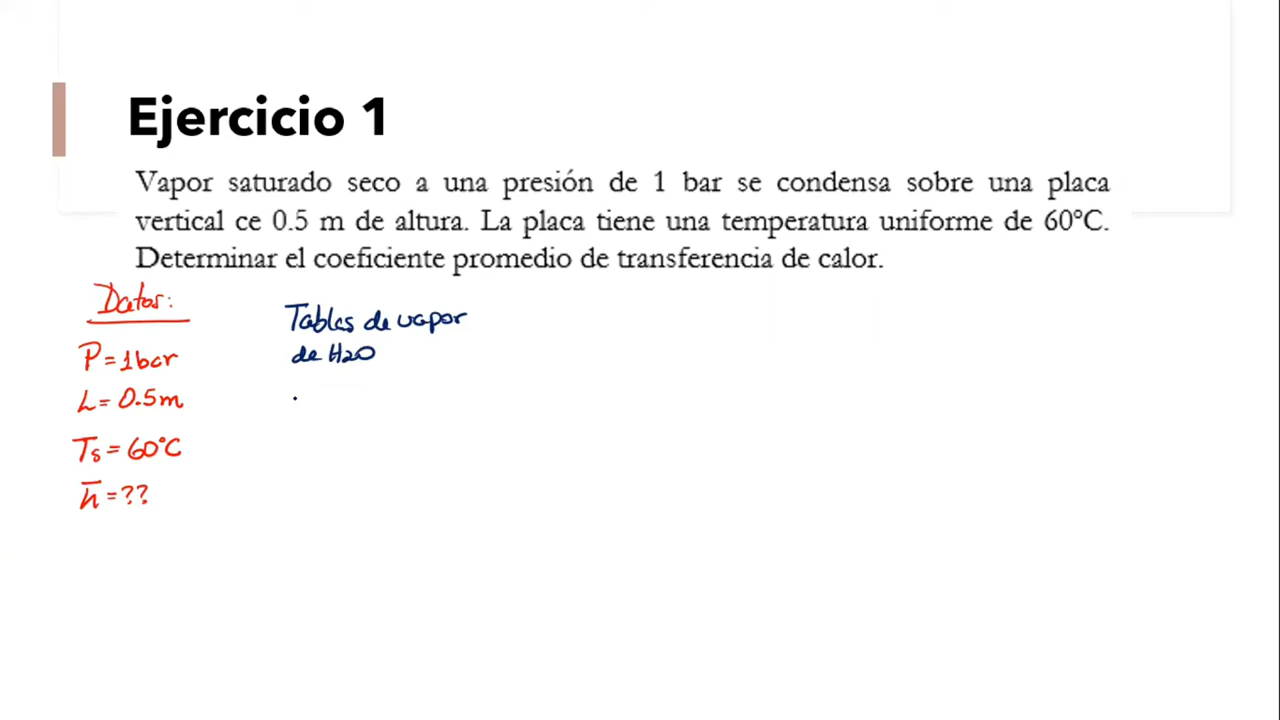 Ejercicio 1
Vapor saturado seco a una presión de 1 bar se condensa sobre una placa
vertical ce 0.5 m de altura. La placa tiene una temperatura uniforme de 60°C.
Determinar el coeficiente promedio de transferencia de calor.
Datos:
P = 1bar
L = 0.5m
Ts = 60°C
h̄ = ??
Tablas de vapor
de H2O